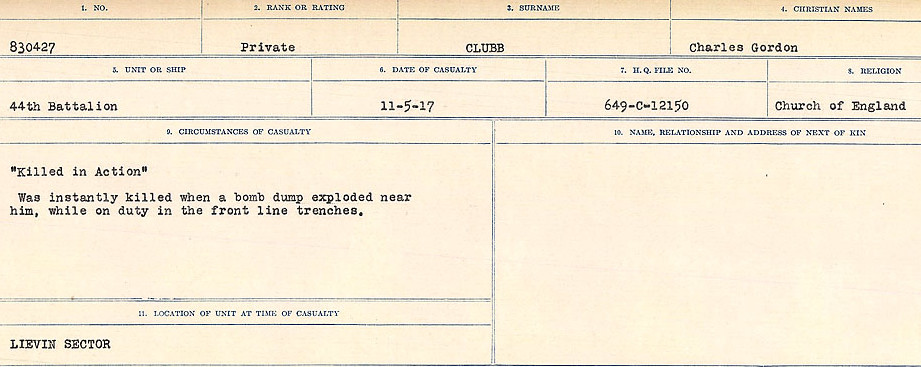 1. NO. 2. RANK OR RATING 3. SURNAME 4. CHRISTIAN NAMES
830427 Private CLUBB Charles Gordon
5. UNIT OR SHIP 6. DATE OF CASUALTY 7. H. Q. FILE NO. 8. RELIGION
44th Battalion 11-5-17 649-C-12150 Church of England
9. CIRCUMSTANCES OF CASUALTY 10. NAME, RELATIONSHIP AND ADDRESS OF NEXT OF KIN
"Killed in Action"
Was instantly killed when a bomb dump exploded near
him, while on duty in the front line trenches.
11. LOCATION OF UNIT AT TIME OF CASUALTY
LIEVIN SECTOR